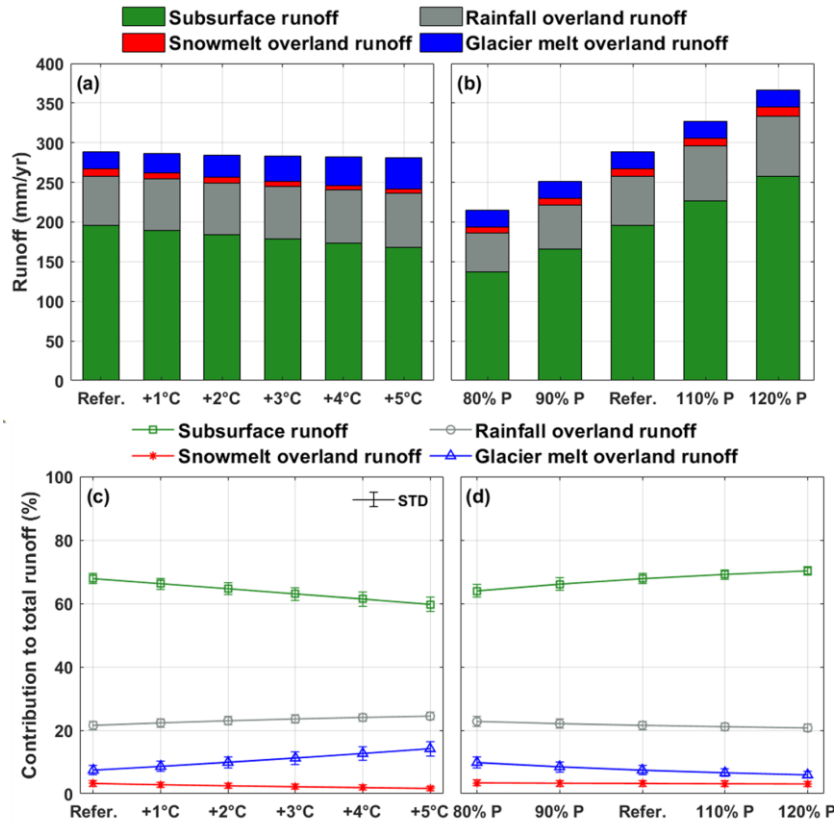 Subsurface runoff Rainfall overland runoff
Snowmelt overland runoff Glacier melt overland runoff
(a) (b)
Runoff (mm/yr)
400
350
300
250
200
150
100
50
0
Refer. +1°C +2°C +3°C +4°C +5°C 80% P 90% P Refer. 110% P 120% P
Subsurface runoff Rainfall overland runoff
Snowmelt overland runoff Glacier melt overland runoff
(c) STD (d)
Contribution to total runoff (%)
100
80
60
40
20
0
Refer. +1°C +2°C +3°C +4°C +5°C 80% P 90% P Refer. 110% P 120% P